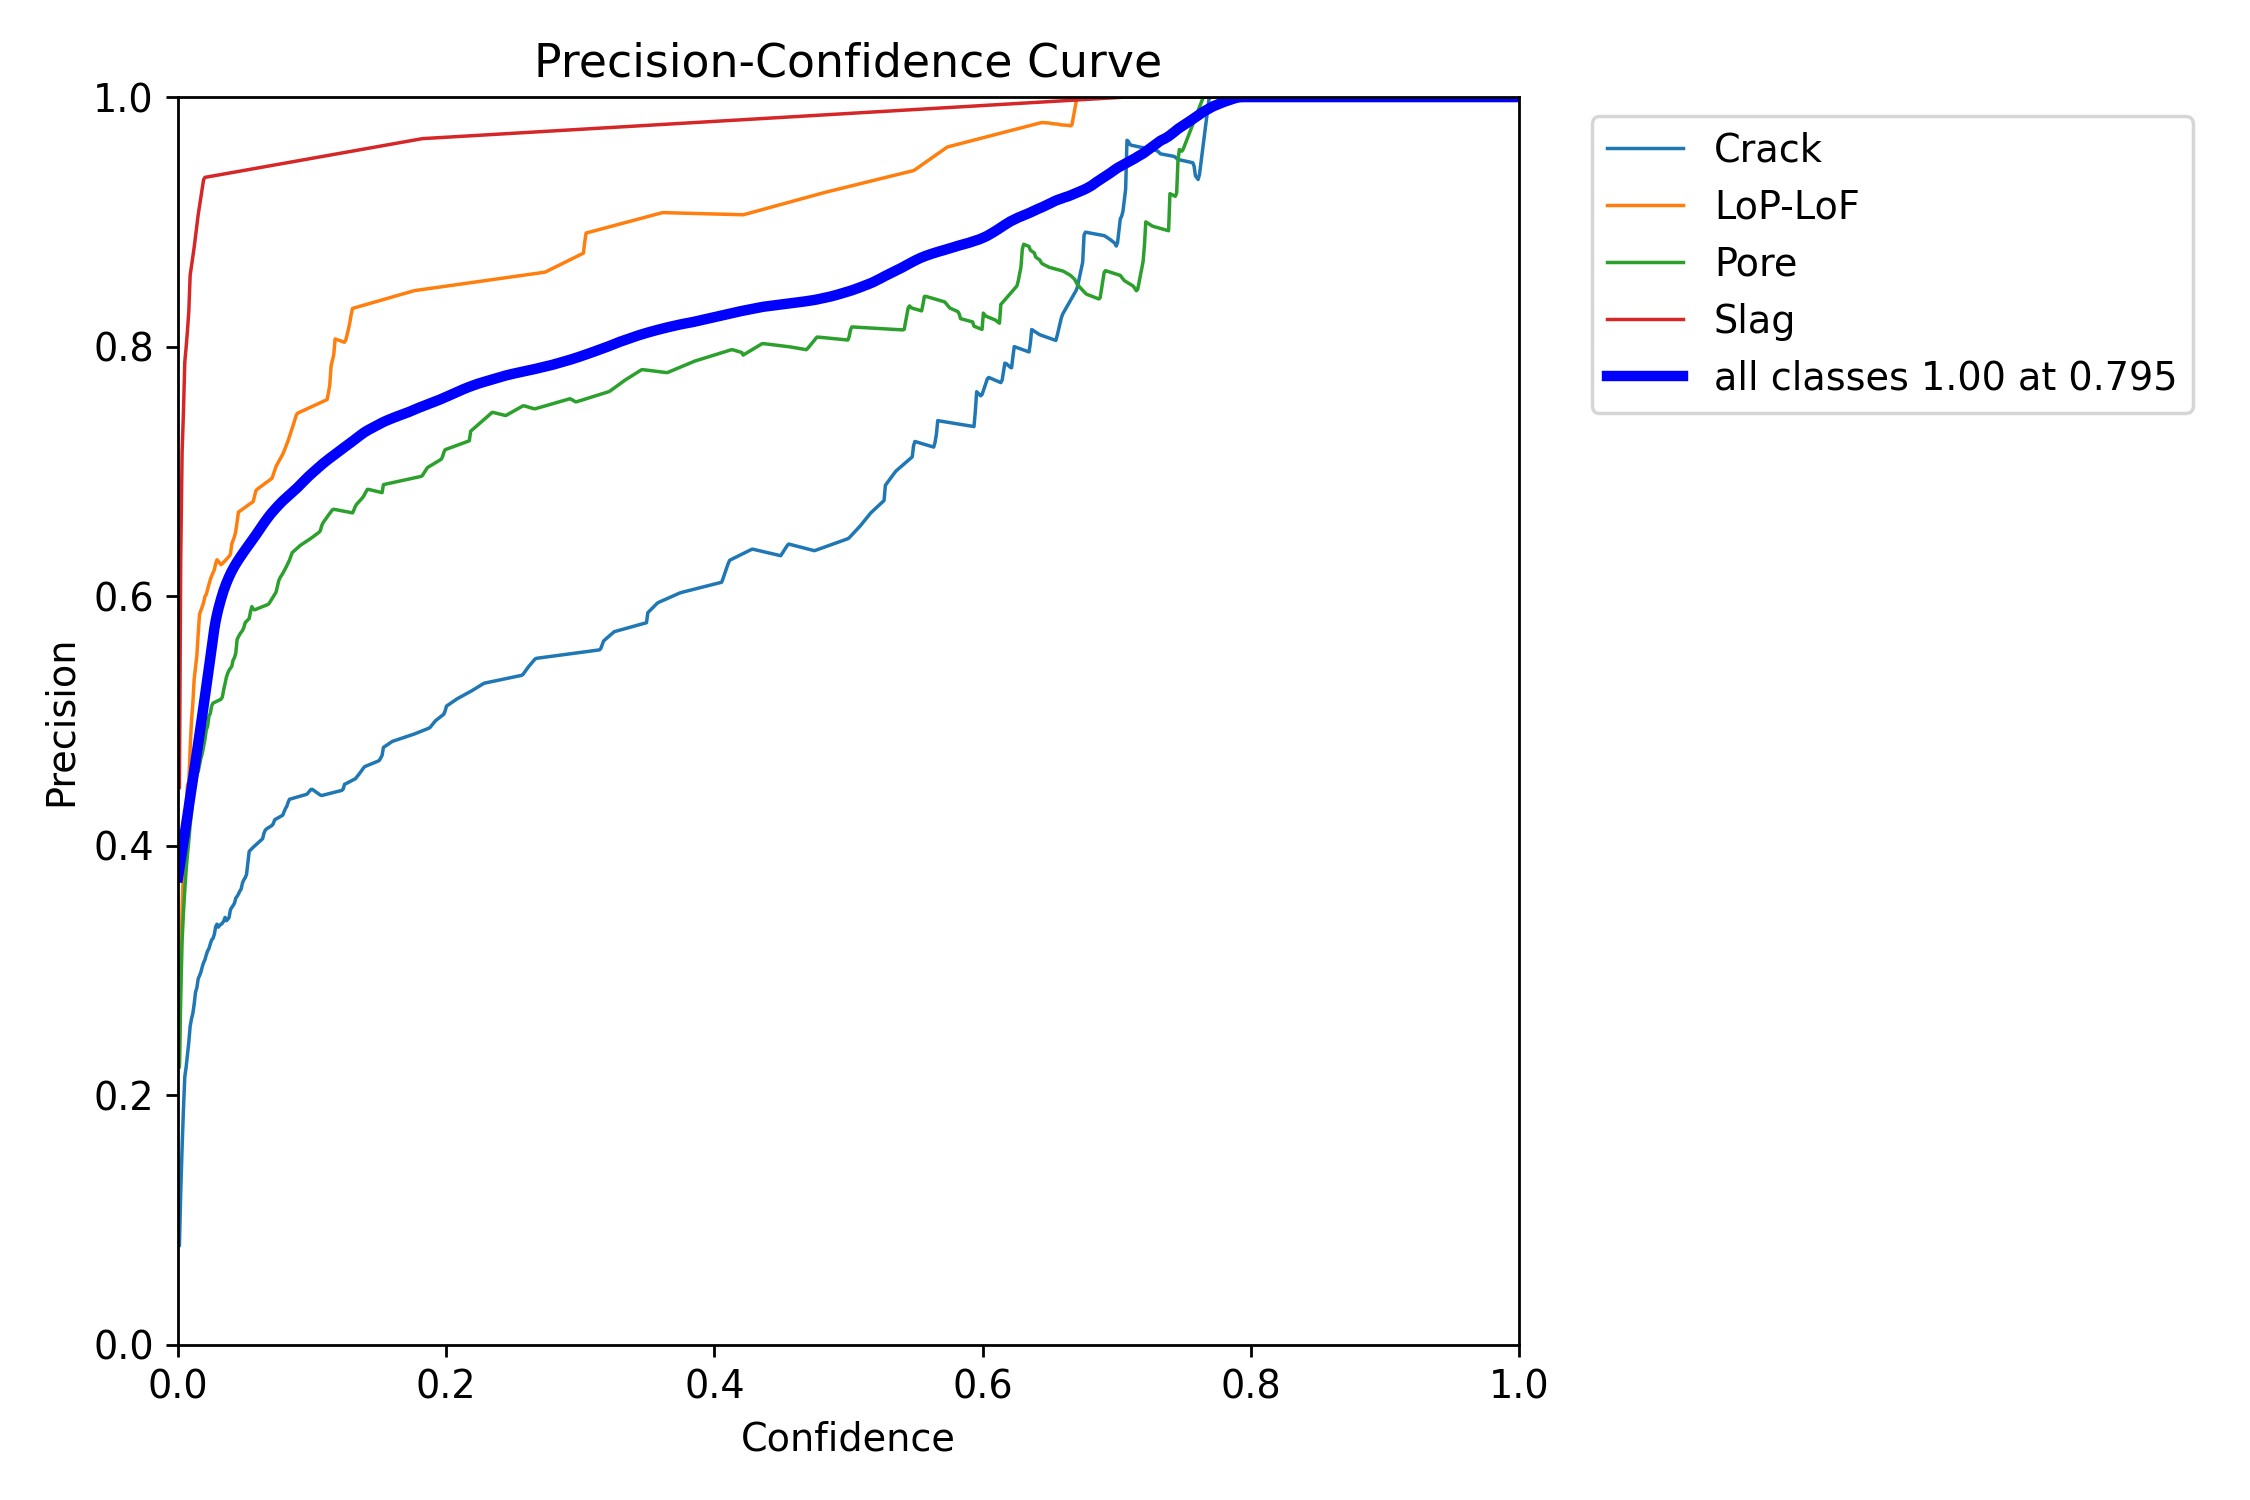 Precision-Confidence Curve
1.0
0.8
0.6
0.4
0.2
0.0
Precision
0.0 0.2 0.4 0.6 0.8 1.0
Confidence
Crack
LoP-LoF
Pore
Slag
all classes 1.00 at 0.795